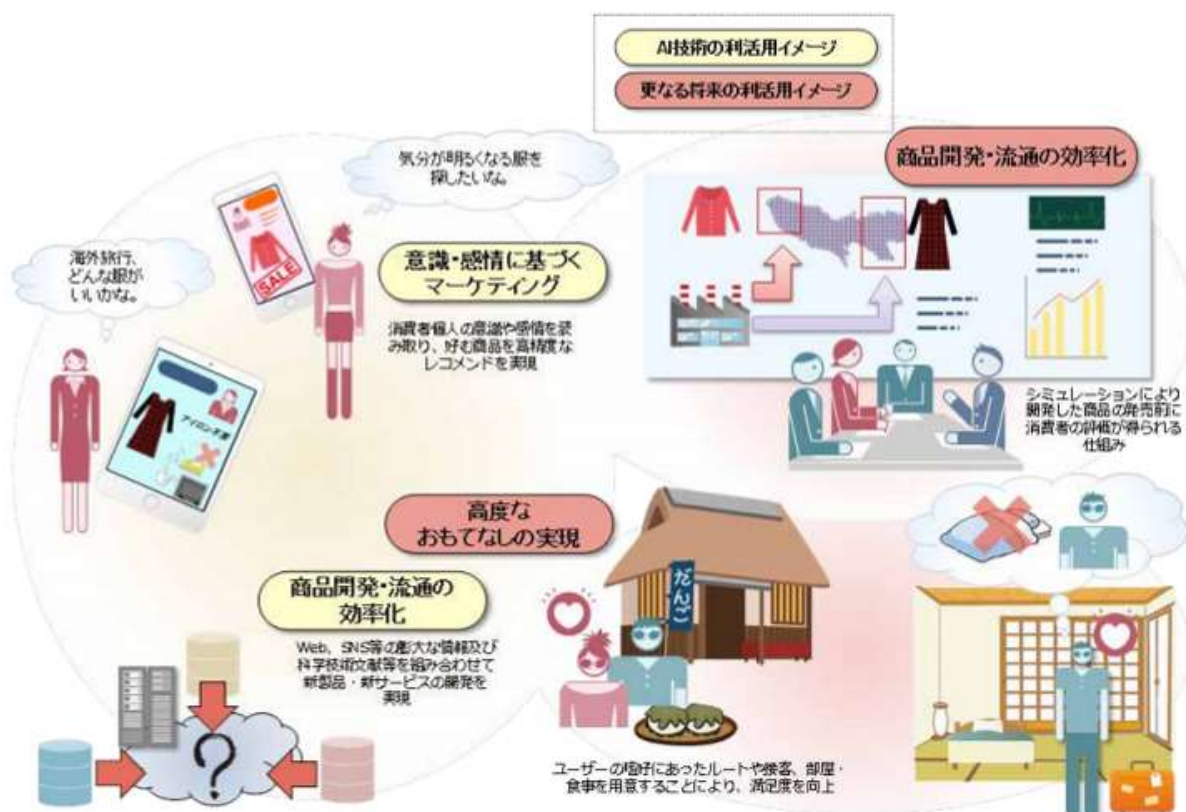 AI技術の利活用イメージ
更なる将来の利活用イメージ
商品開発・流通の効率化
気分が明るくなる服を
探したいな。
海外旅行、
どんな服が
いいかな。
SALE
意識・感情に基づく
マーケティング
消費者個人の意識や感情を読
み取り、好む商品を高精度な
レコメンドを実現
アイロン不要
シミュレーションにより
開発した商品の発売前に
消費者の評価が得られる
仕組み
高度な
おもてなしの実現
だんご
商品開発・流通の
効率化
Web、SNS等の膨大な情報及び
科学技術文献等を組み合わせて
新製品・新サービスの開発を
実現
?
ユーザーの嗜好にあったルートや接客、部屋・
食事を用意することにより、満足度を向上